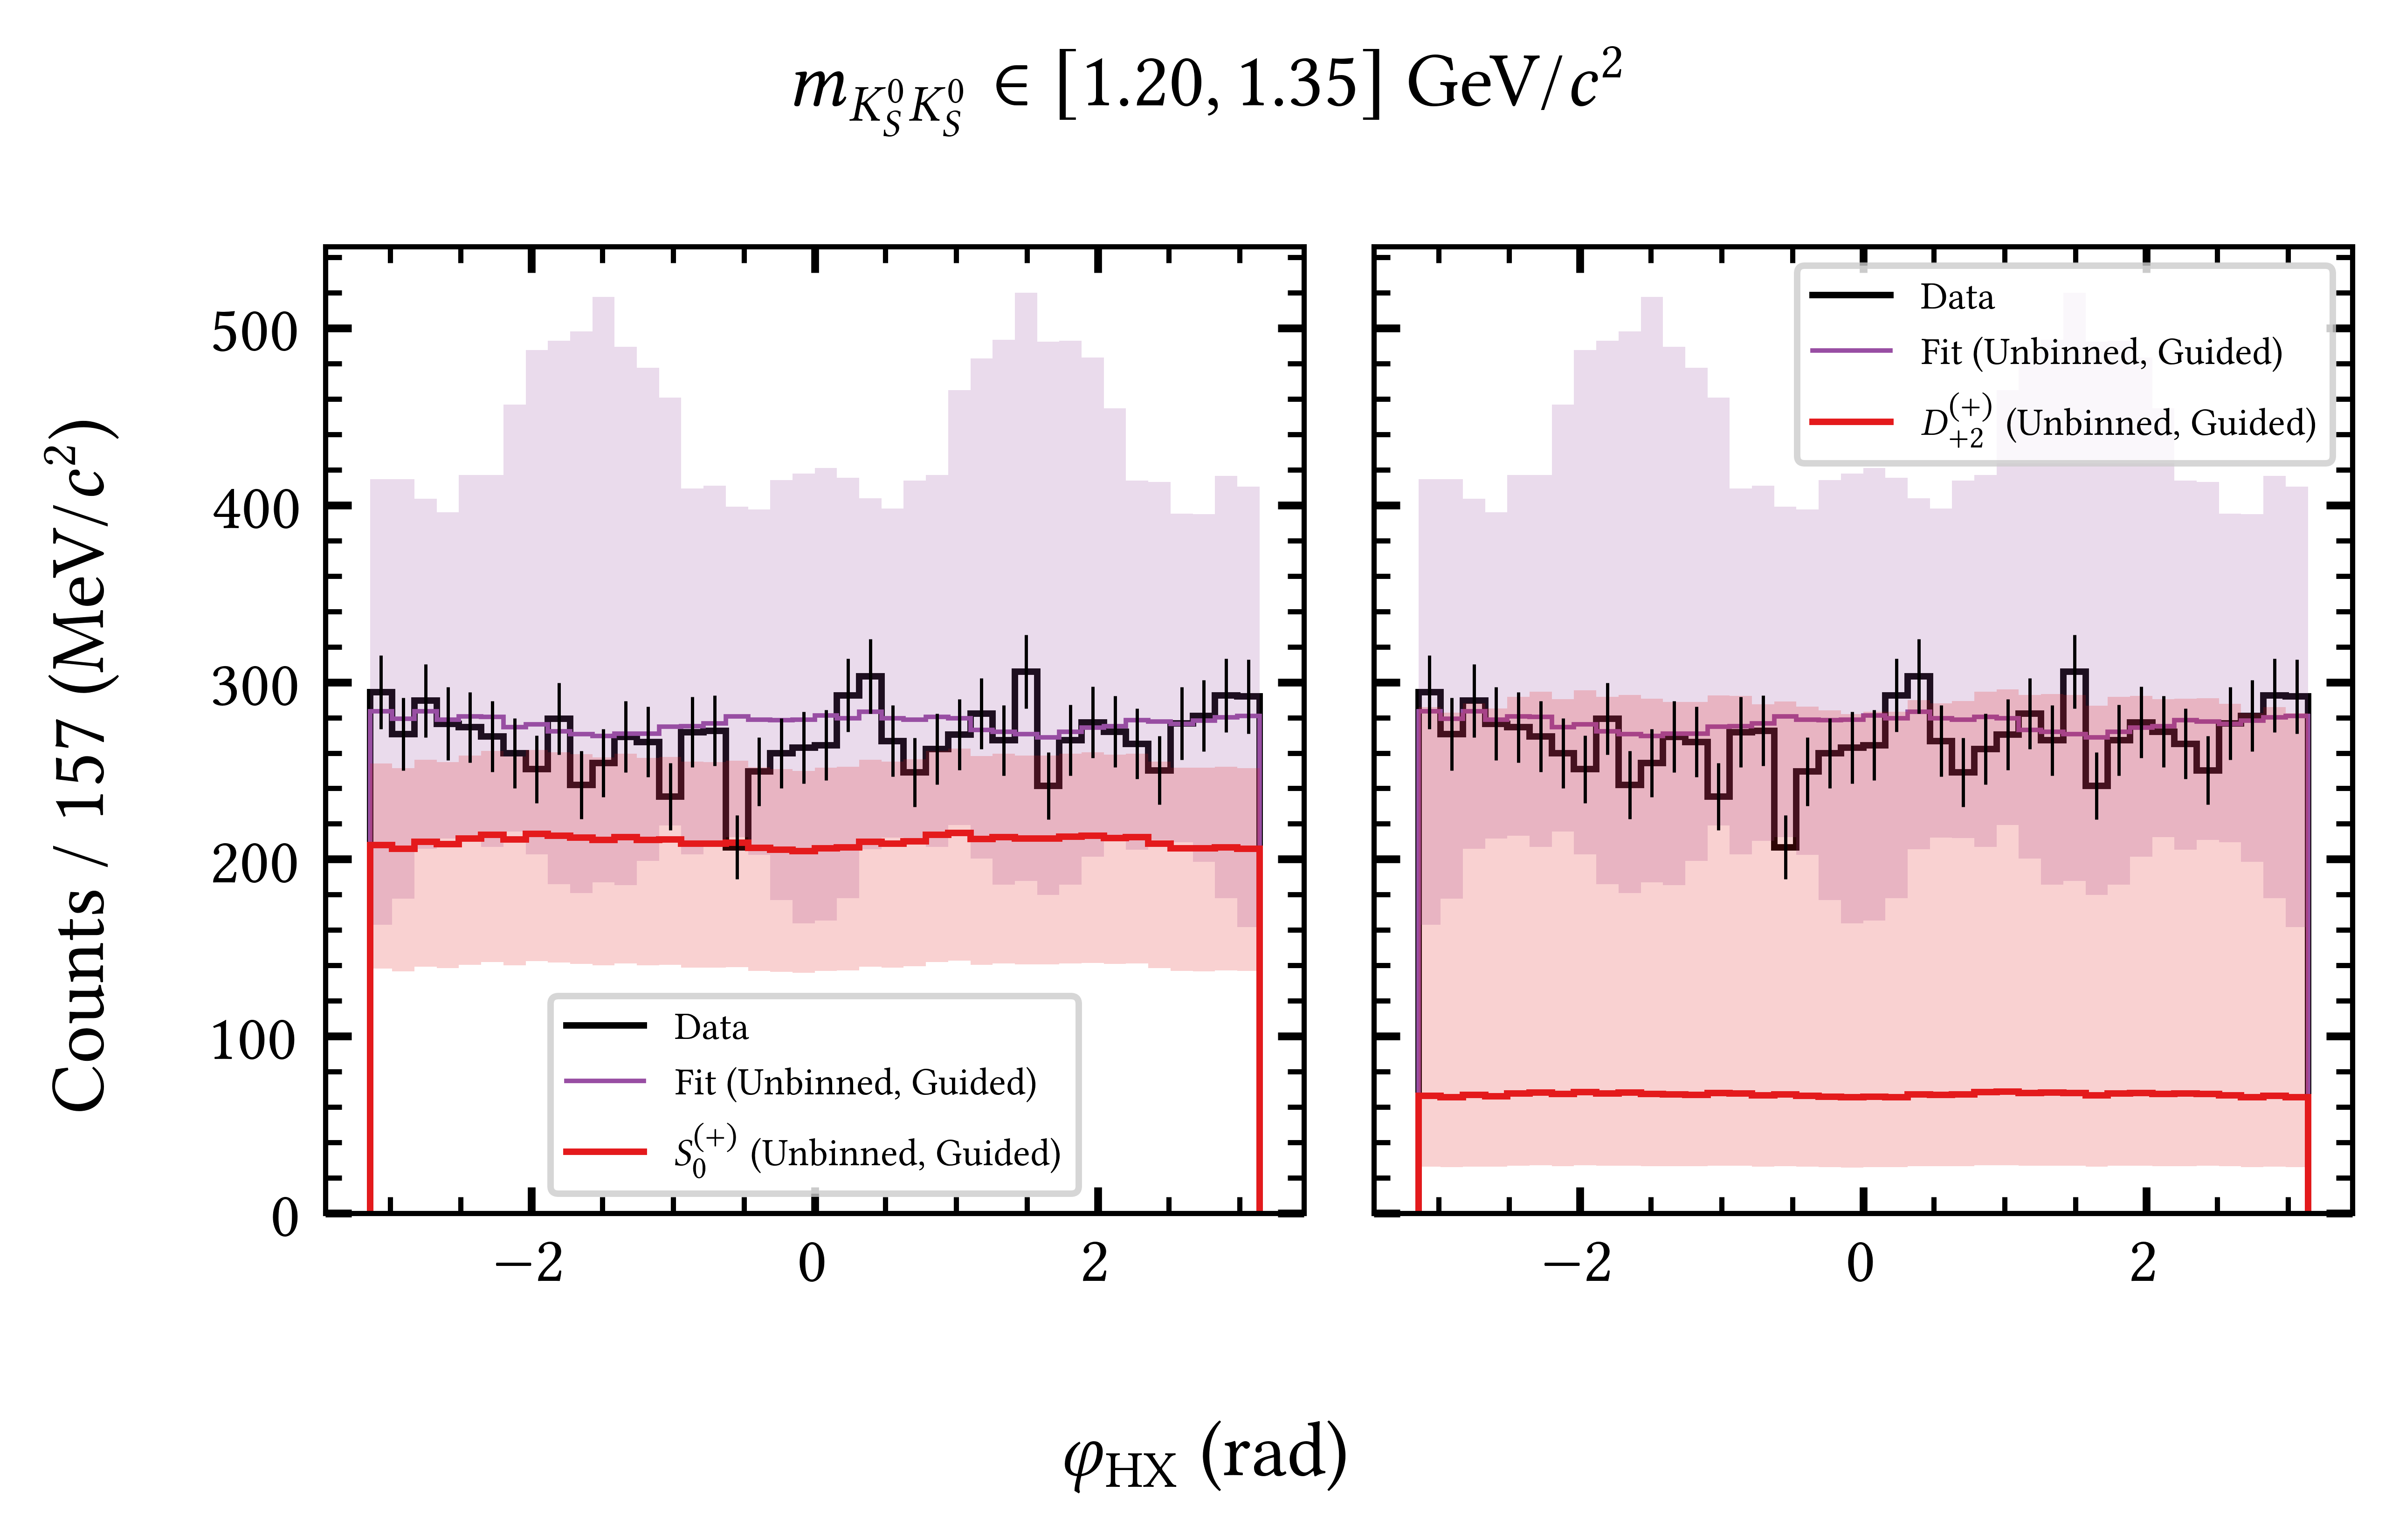 m_{K_S^0 K_S^0} ∈ [1.20, 1.35] GeV/c²
Counts / 157 (MeV/c²)
500
400
300
200
100
0
Data
Fit (Unbinned, Guided)
S_0^{(+)} (Unbinned, Guided)
−2 0 2
Data
Fit (Unbinned, Guided)
D_{+2}^{(+)} (Unbinned, Guided)
−2 0 2
φ_{HX} (rad)